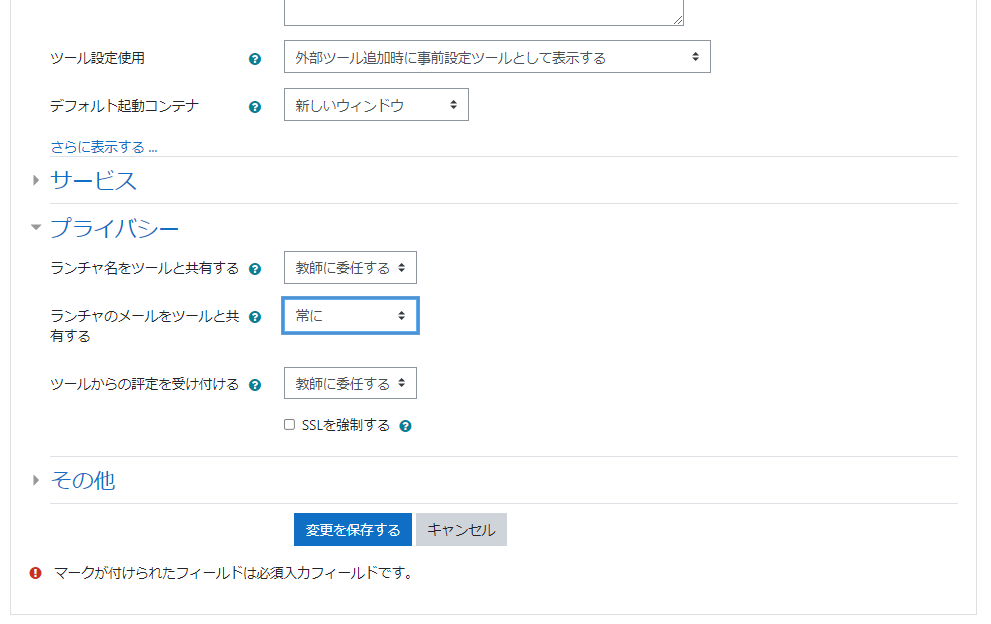 ツール設定使用
外部ツール追加時に事前設定ツールとして表示する
デフォルト起動コンテナ
新しいウィンドウ
さらに表示する ...
サービス
プライバシー
ランチャ名をツールと共有する
教師に委任する
ランチャのメールをツールと共
有する
常に
ツールからの評定を受け付ける
教師に委任する
SSLを強制する
その他
変更を保存する
キャンセル
マークが付けられたフィールドは必須入力フィールドです。